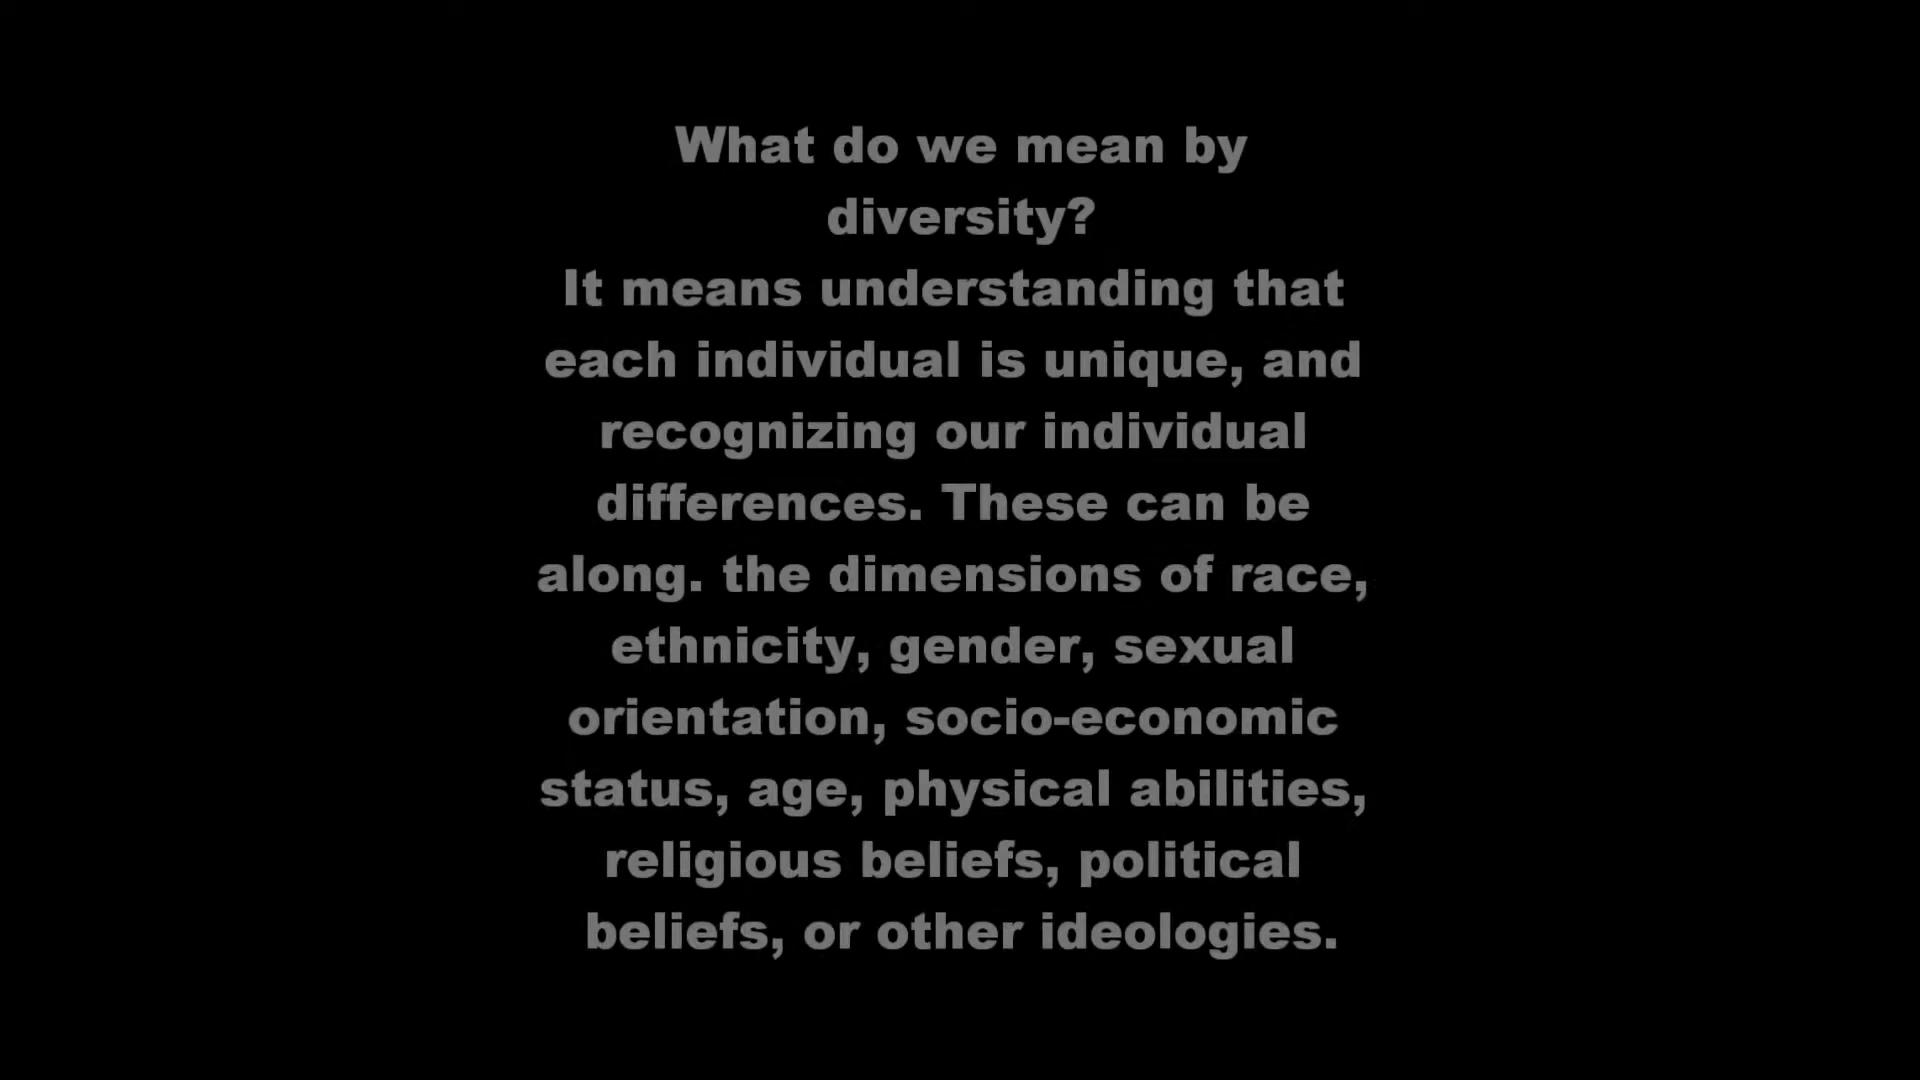 What do we mean by
diversity?
It means understanding that
each individual is unique, and
recognizing our individual
differences. These can be
along. the dimensions of race,
ethnicity, gender, sexual
orientation, socio-economic
status, age, physical abilities,
religious beliefs, political
beliefs, or other ideologies.